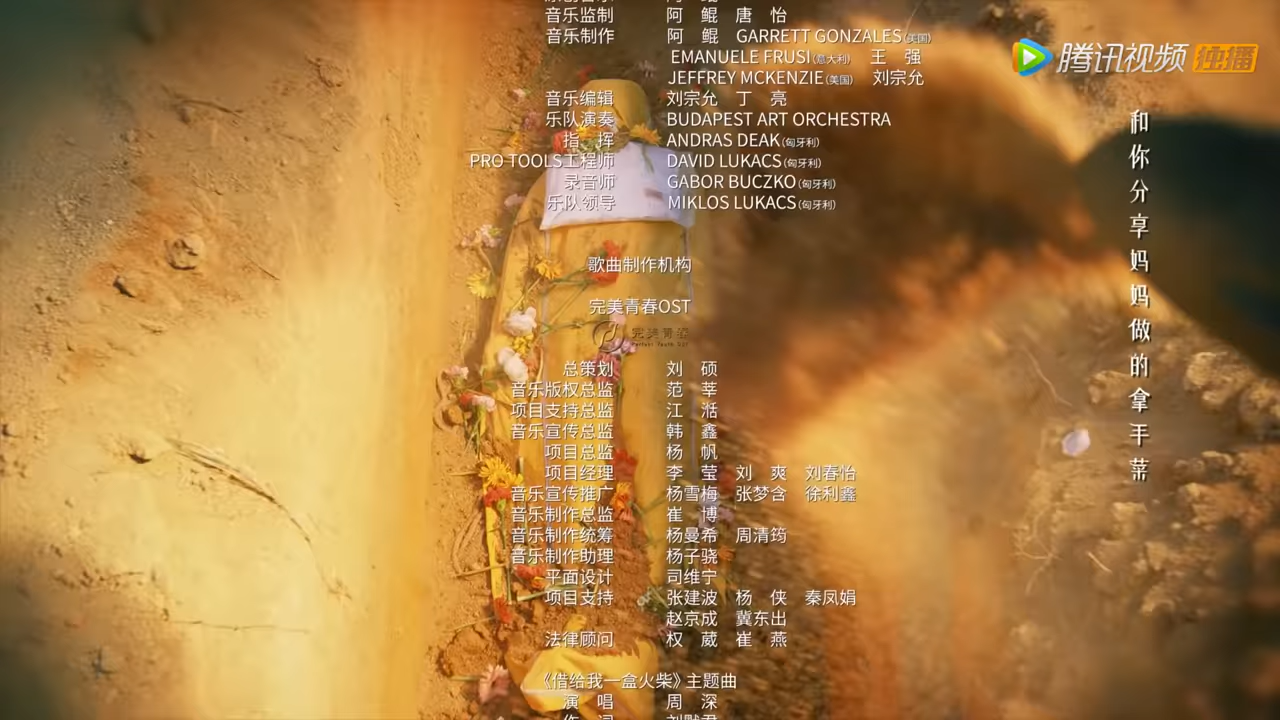 音乐监制 阿 鲲 唐 怡
音乐制作 阿 鲲 GARRETT GONZALES(美国)
EMANUELE FRUSI(意大利) 王 强
JEFFREY MCKENZIE(美国) 刘宗允
音乐编辑 刘宗允 丁 亮
乐队演奏 BUDAPEST ART ORCHESTRA
指 挥 ANDRAS DEAK(匈牙利)
PRO TOOLS工程师 DAVID LUKACS(匈牙利)
录音师 GABOR BUCZKO(匈牙利)
乐队领导 MIKLOS LUKACS(匈牙利)
歌曲制作机构
完美青春OST
完美青春
Perfect Youth OST
总策划 刘 硕
音乐版权总监 范 莘
项目支持总监 江 湉
音乐宣传总监 韩 鑫
项目总监 杨 帆
项目经理 李 莹 刘 爽 刘春怡
音乐宣传推广 杨雪梅 张梦含 徐利鑫
音乐制作总监 崔 博
音乐制作统筹 杨曼希 周清筠
音乐制作助理 杨子骁
平面设计 司维宁
项目支持 张建波 杨 侠 秦凤娟
赵京成 冀东出
法律顾问 权 葳 崔 燕
《借给我一盒火柴》主题曲
演 唱 周 深
腾讯视频 独播
和你分享妈妈做的拿手菜